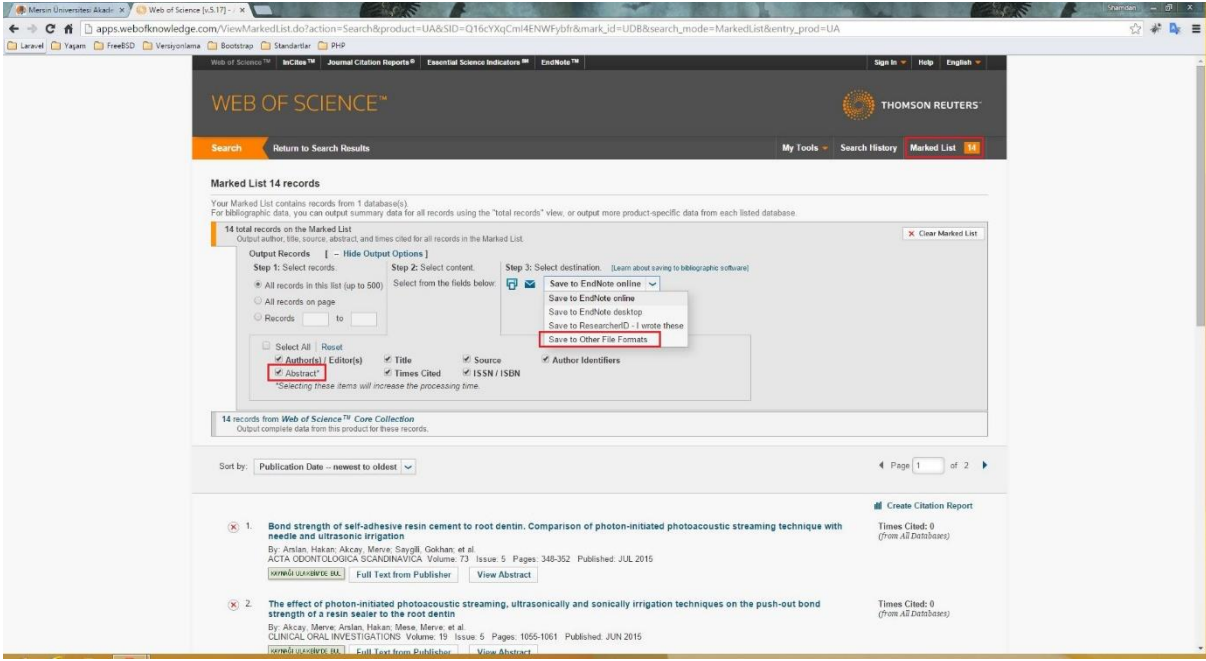 Mersin Üniversitesi Akade
Web of Science [v.5.17] -
Shamden
apps.webofknowledge.com/ViewMarkedList.do?action=Search&product=UA&SID=Q16cYXqCml4ENWFybfr&mark_id=UDB&search_mode=MarkedList&entry_prod=UA
Laravel Yaşam FreeBSD Versiyonlama Bootstrap Standartlar PHP
Web of Science™ InCites™ Journal Citation Reports® Essential Science Indicators℠ EndNote™ Sign In Help English
WEB OF SCIENCE™
THOMSON REUTERS™
Search Return to Search Results My Tools Search History Marked List 14
Marked List 14 records
Your Marked List contains records from 1 database(s).
For bibliographic data, you can output summary data for all records using the "total records" view, or output more product-specific data from each listed database.
14 total records on the Marked List
Output author, title, source, abstract, and times cited for all records in the Marked List.
Clear Marked List
Output Records [ – Hide Output Options ]
Step 1: Select records. Step 2: Select content. Step 3: Select destination. [Learn about saving to bibliographic software]
All records in this list (up to 500) Select from the fields below: Save to EndNote online
All records on page
Records to
Save to EndNote online
Save to EndNote desktop
Save to ResearcherID - I wrote these
Save to Other File Formats
Select All | Reset
Author(s) / Editor(s) Title Source Author Identifiers
Abstract* Times Cited ISSN / ISBN
*Selecting these items will increase the processing time.
14 records from Web of Science™ Core Collection
Output complete data from this product for these records.
Sort by: Publication Date -- newest to oldest Page 1 of 2
Create Citation Report
1. Bond strength of self-adhesive resin cement to root dentin. Comparison of photon-initiated photoacoustic streaming technique with
needle and ultrasonic irrigation
By: Arslan, Hakan; Akcay, Merve; Saygili, Gokhan; et al.
ACTA ODONTOLOGICA SCANDINAVICA Volume: 73 Issue: 5 Pages: 348-352 Published: JUL 2015
KAYNAĞI ULAKBİM'DE BUL Full Text from Publisher View Abstract
Times Cited: 0
(from All Databases)
2. The effect of photon-initiated photoacoustic streaming, ultrasonically and sonically irrigation techniques on the push-out bond
strength of a resin sealer to the root dentin
By: Akcay, Merve; Arslan, Hakan; Mese, Merve; et al.
CLINICAL ORAL INVESTIGATIONS Volume: 19 Issue: 5 Pages: 1055-1061 Published: JUN 2015
KAYNAĞI ULAKBİM'DE BUL Full Text from Publisher View Abstract
Times Cited: 0
(from All Databases)